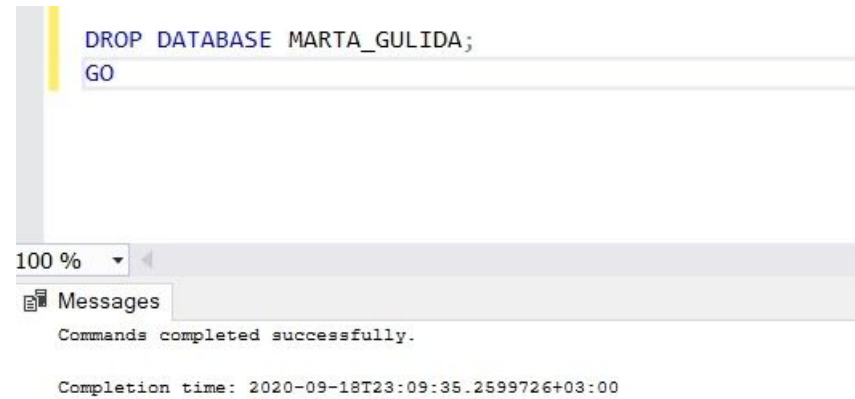 DROP DATABASE MARTA_GULIDA;
GO
100 %
Messages
Commands completed successfully.
Completion time: 2020-09-18T23:09:35.2599726+03:00